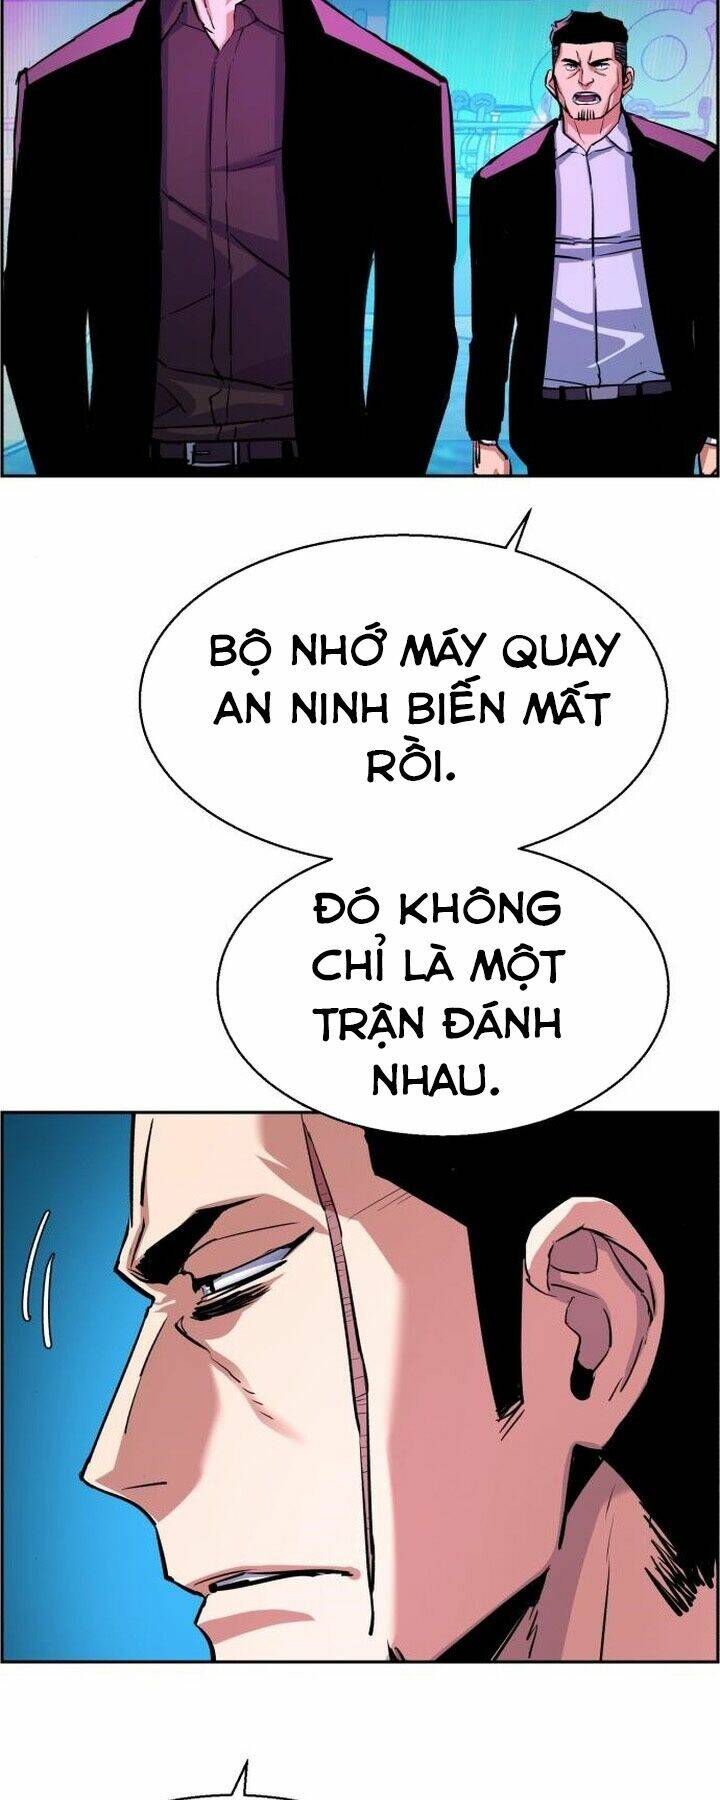 BỘ NHỚ MÁY QUAY
AN NINH BIẾN MẤT
RỒI.
ĐÓ KHÔNG
CHỈ LÀ MỘT
TRẬN ĐÁNH
NHAU.